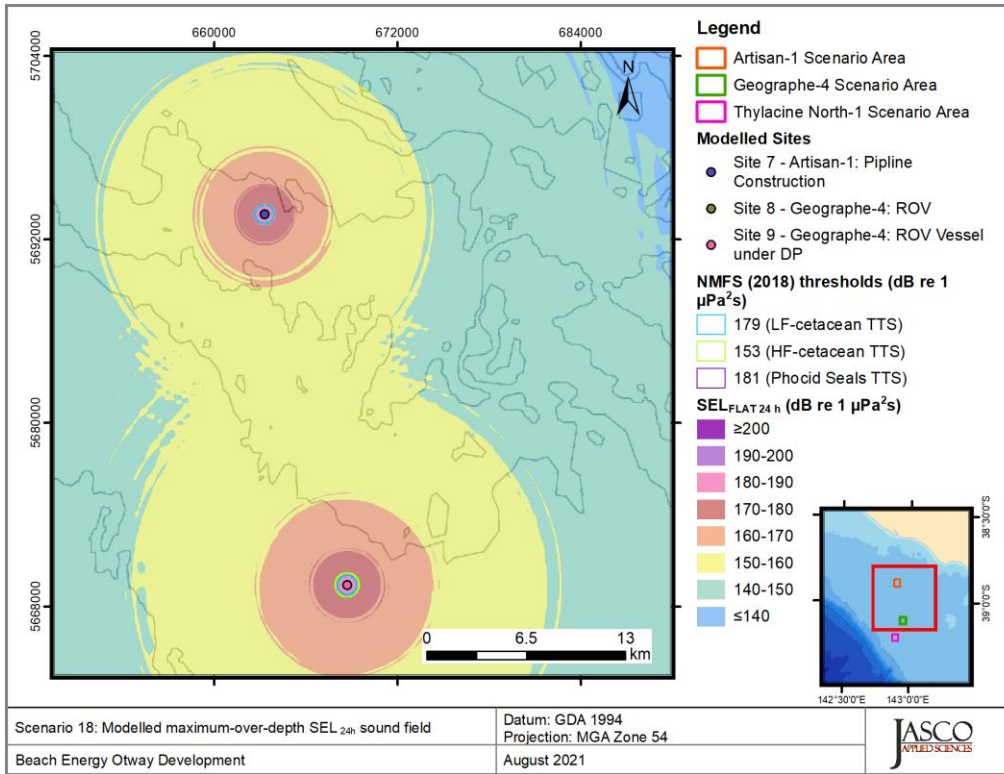 660000
672000
684000
5704000
5692000
5680000
5668000
N
0
6.5
13
km
Legend
Artisan-1 Scenario Area
Geographe-4 Scenario Area
Thylacine North-1 Scenario Area
Modelled Sites
Site 7 - Artisan-1: Pipline
Construction
Site 8 - Geographe-4: ROV
Site 9 - Geographe-4: ROV Vessel
under DP
NMFS (2018) thresholds (dB re 1
µPa²s)
179 (LF-cetacean TTS)
153 (HF-cetacean TTS)
181 (Phocid Seals TTS)
SEL FLAT 24 h (dB re 1 µPa²s)
≥200
190-200
180-190
170-180
160-170
150-160
140-150
≤140
38°30'0"S
39°0'0"S
142°30'0"E
143°0'0"E
Scenario 18: Modelled maximum-over-depth SEL 24h sound field
Datum: GDA 1994
Projection: MGA Zone 54
Beach Energy Otway Development
August 2021
JASCO
APPLIED SCIENCES